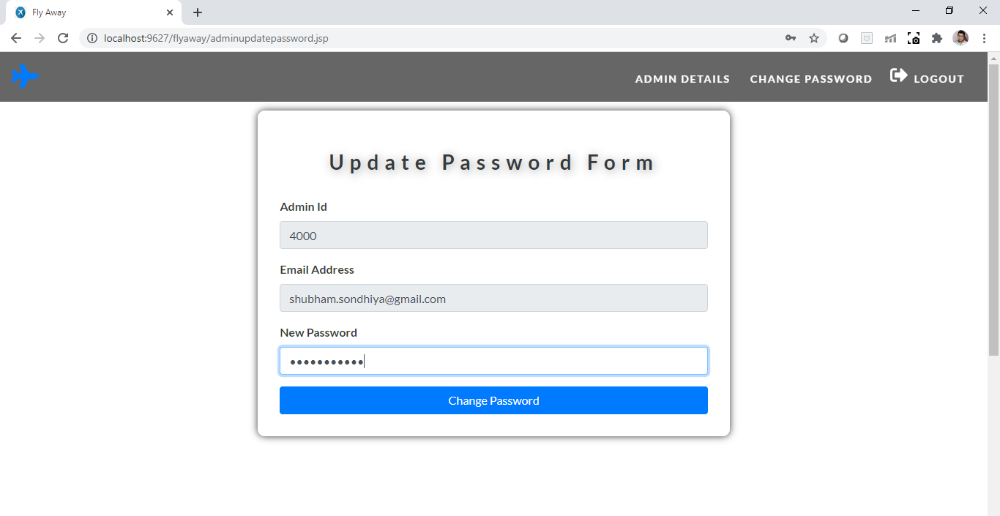 Fly Away
localhost:9627/flyaway/adminupdatepassword.jsp
ADMIN DETAILS CHANGE PASSWORD LOGOUT
Update Password Form
Admin Id
4000
Email Address
shubham.sondhiya@gmail.com
New Password
•••••••••••
Change Password